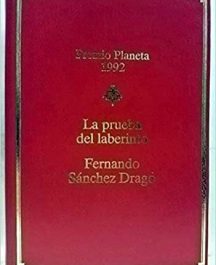 Premio Planeta
1992
La prueba
del laberinto
Fernando
Sánchez Dragó